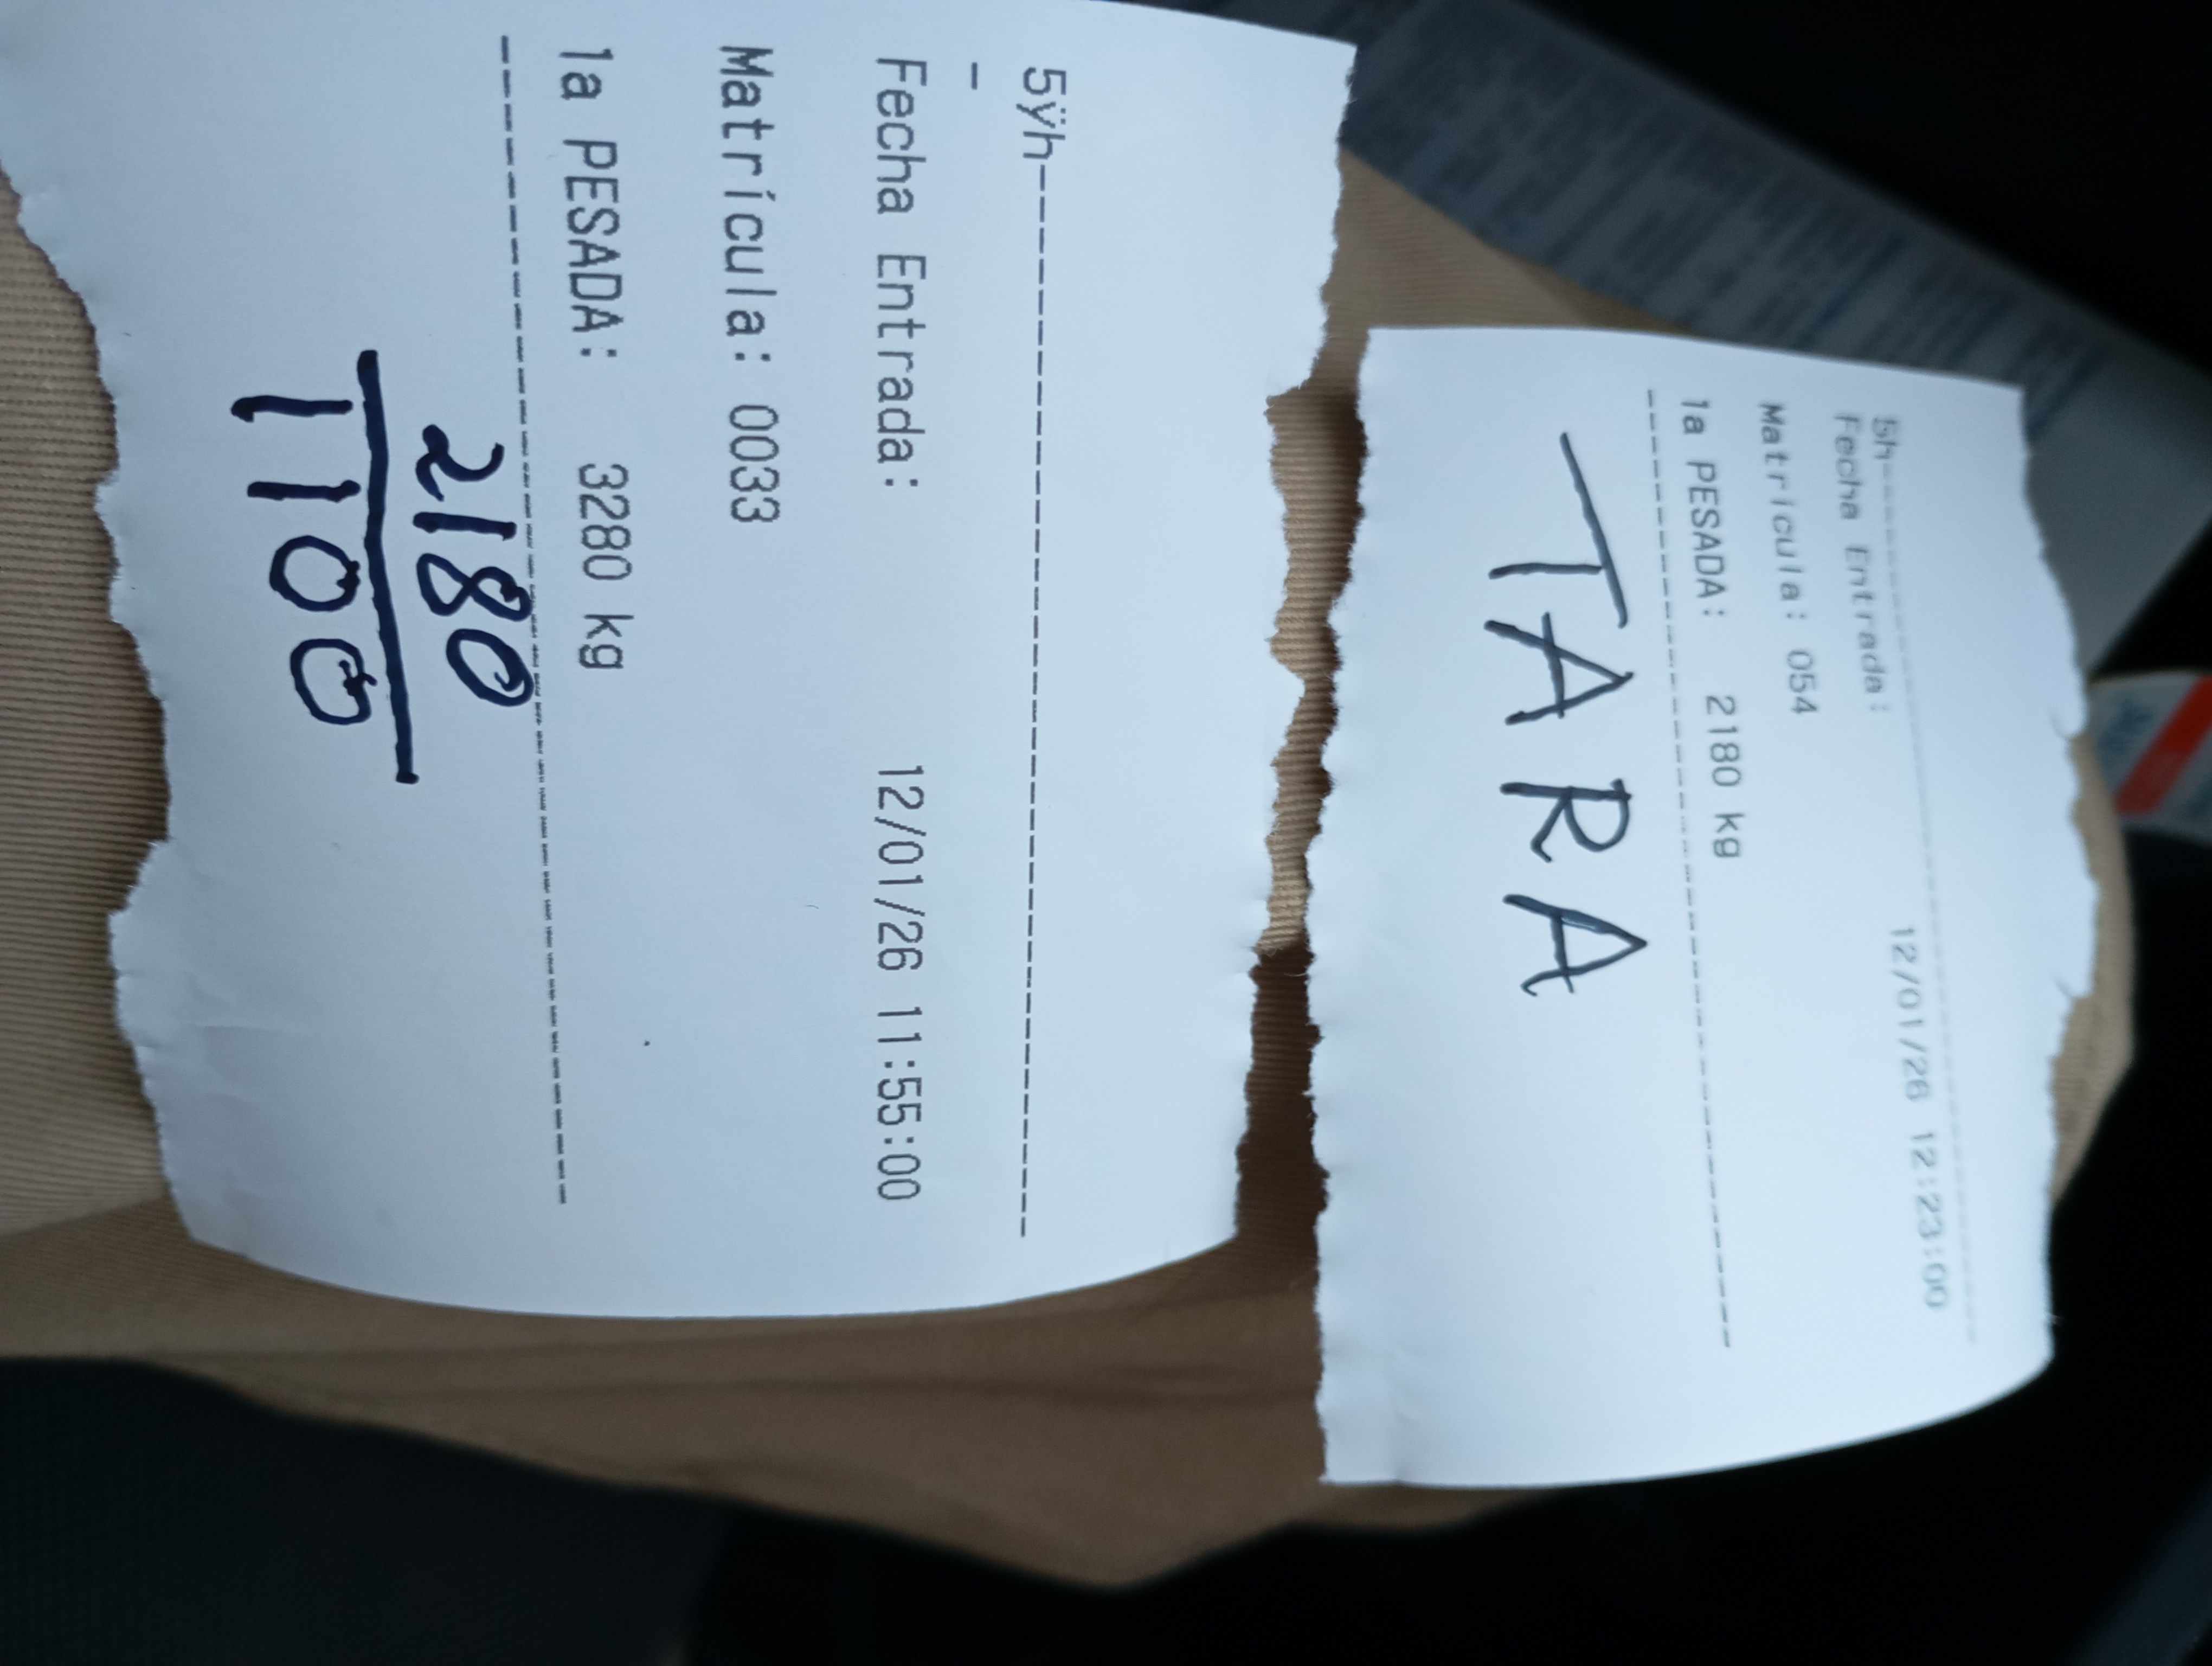 5h--------------------------------
Fecha Entrada: 12/01/26 12:23:00
Matrícula: 054
1a PESADA: 2180 kg
----------------------------------
TARA
5ÿh--------------------------------
-
Fecha Entrada: 12/01/26 11:55:00
Matrícula: 0033
1a PESADA: 3280 kg
----------------------------------
2180
1100